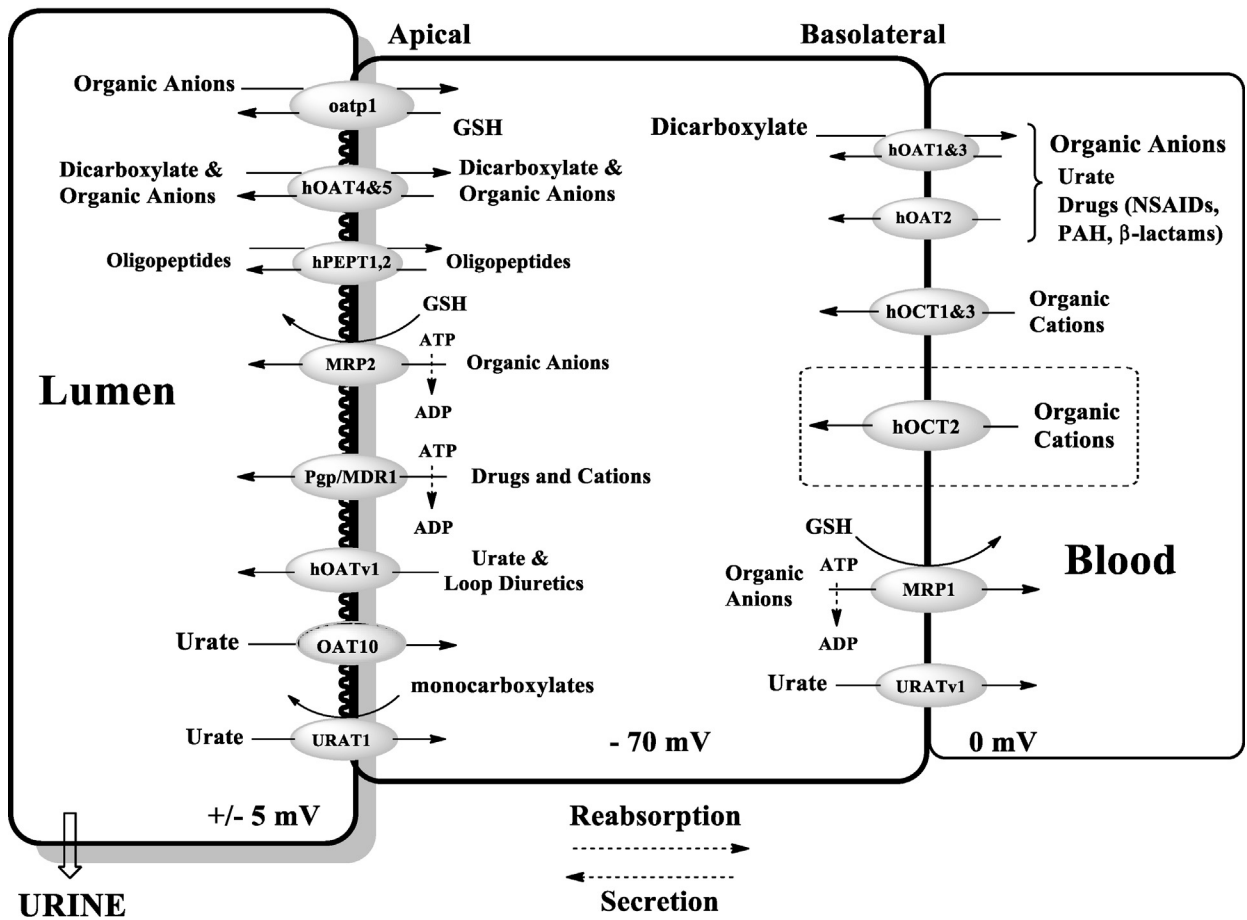 Apical
Basolateral
Organic Anions
oatp1
GSH
Dicarboxylate &
Organic Anions
hOAT4&5
Dicarboxylate &
Organic Anions
Oligopeptides
hPEPT1,2
Oligopeptides
GSH
ATP
MRP2
Organic Anions
ADP
Lumen
ATP
Pgp/MDR1
Drugs and Cations
ADP
hOATv1
Urate &
Loop Diuretics
Urate
OAT10
monocarboxylates
Urate
URAT1
+/- 5 mV
URINE
Dicarboxylate
hOAT1&3
hOAT2
Organic Anions
Urate
Drugs (NSAIDs,
PAH, β-lactams)
hOCT1&3
Organic
Cations
hOCT2
Organic
Cations
GSH
Organic
Anions
ATP
MRP1
ADP
Blood
Urate
URATv1
- 70 mV
0 mV
Reabsorption
Secretion